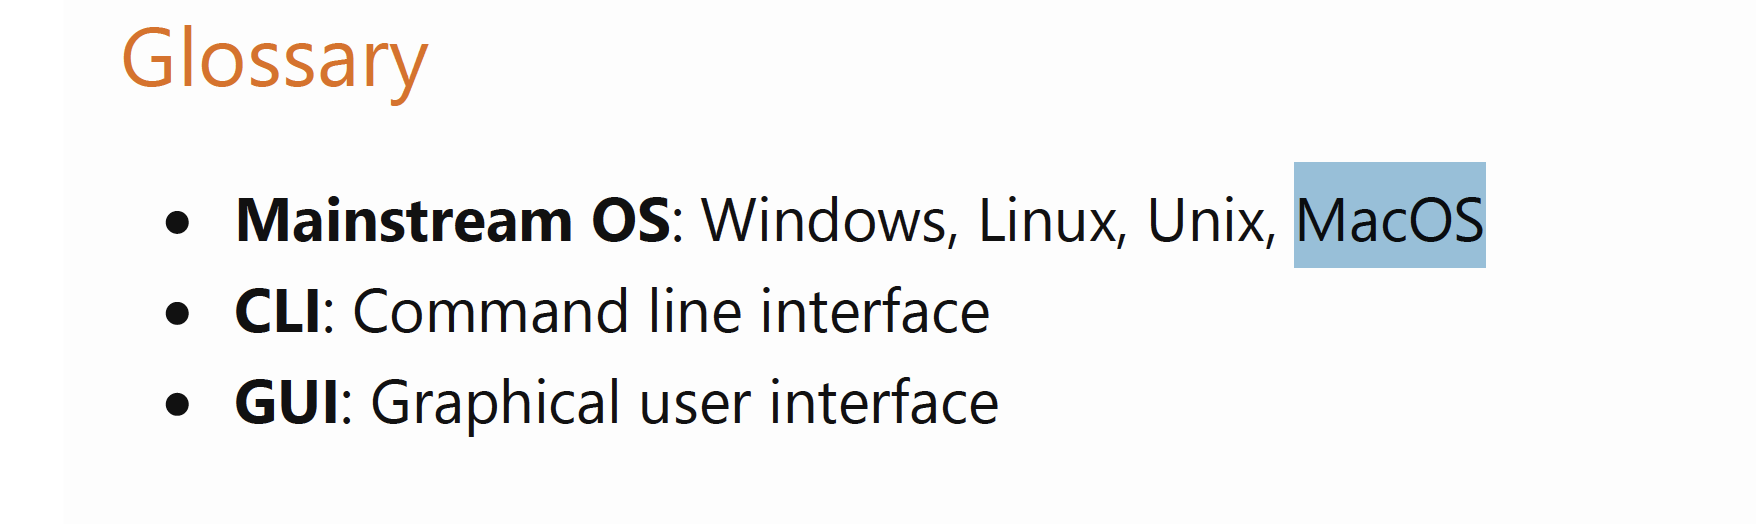 Glossary
• Mainstream OS: Windows, Linux, Unix, MacOS
• CLI: Command line interface
• GUI: Graphical user interface